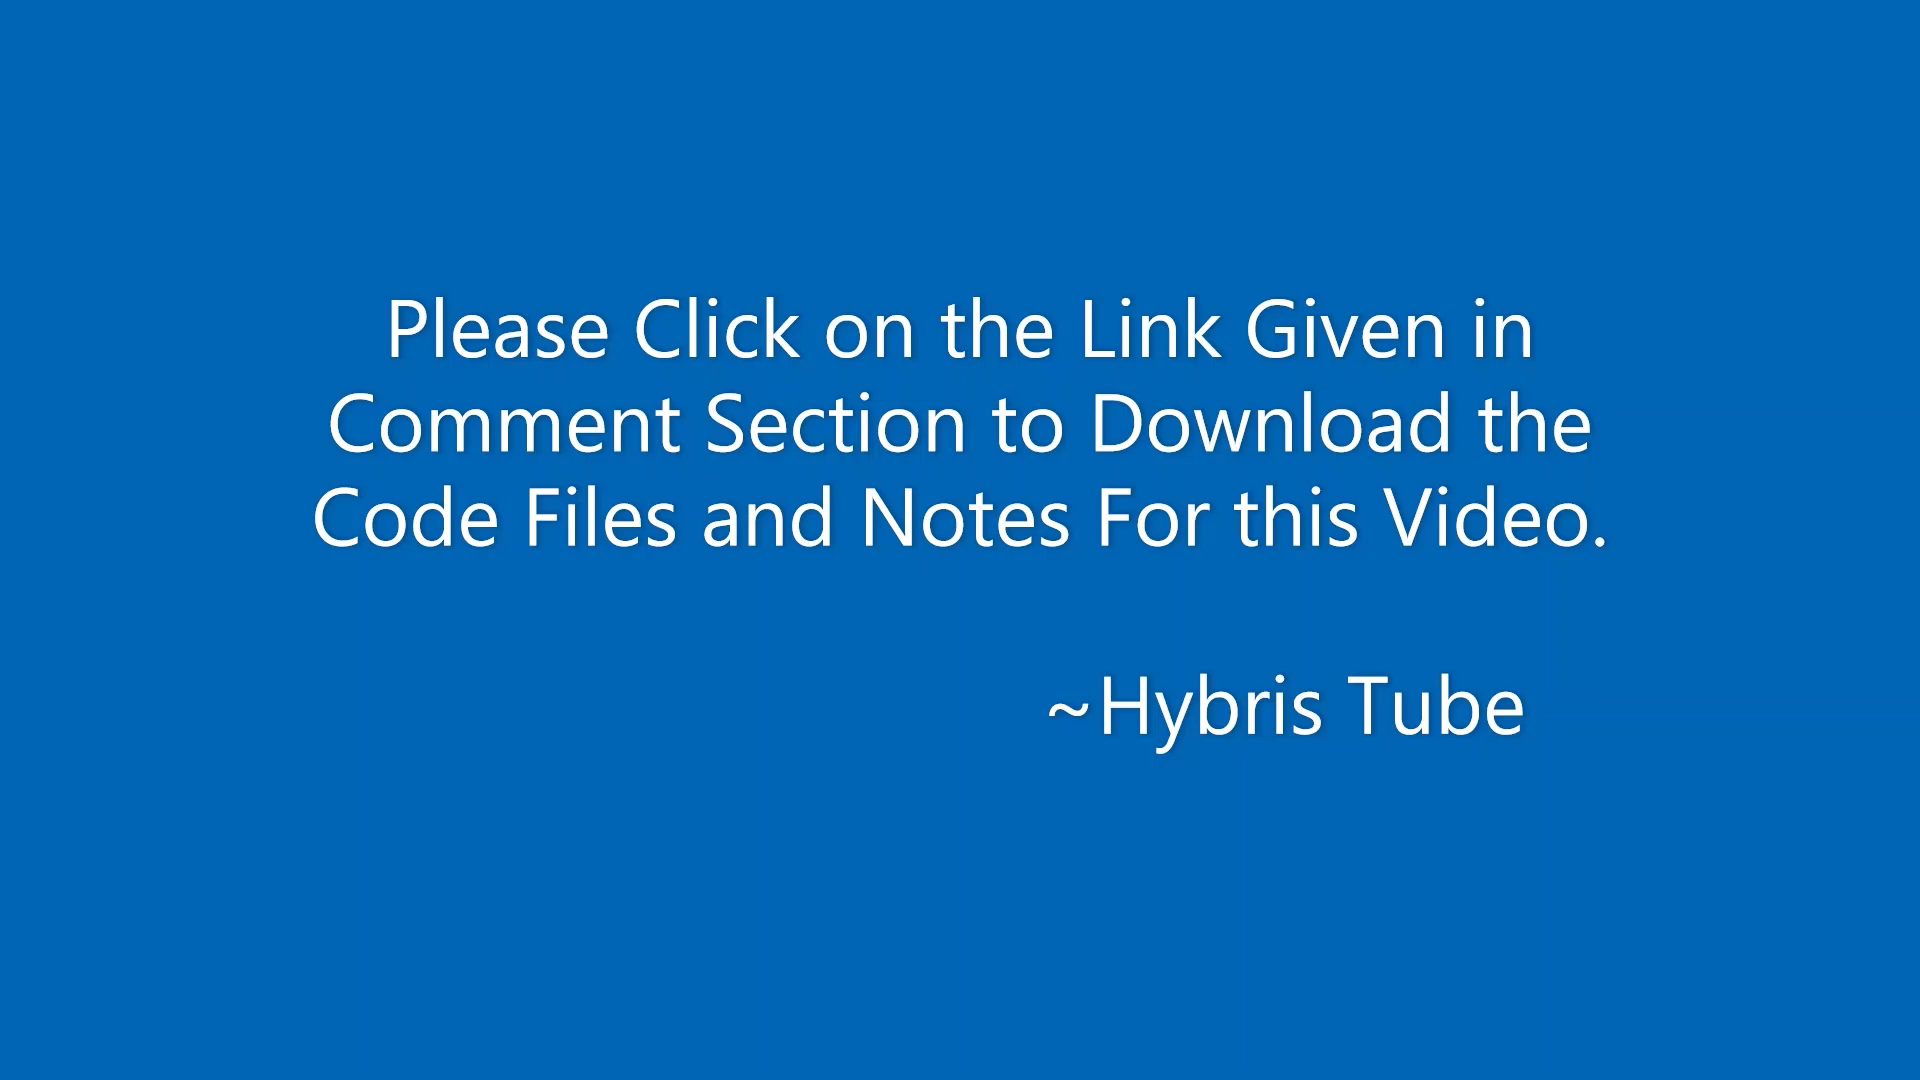 Please Click on the Link Given in
Comment Section to Download the
Code Files and Notes For this Video.
~Hybris Tube